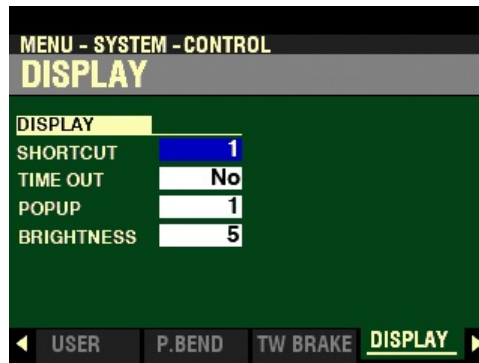 MENU - SYSTEM - CONTROL
DISPLAY
DISPLAY
SHORTCUT 1
TIME OUT No
POPUP 1
BRIGHTNESS 5
USER P.BEND TW BRAKE DISPLAY